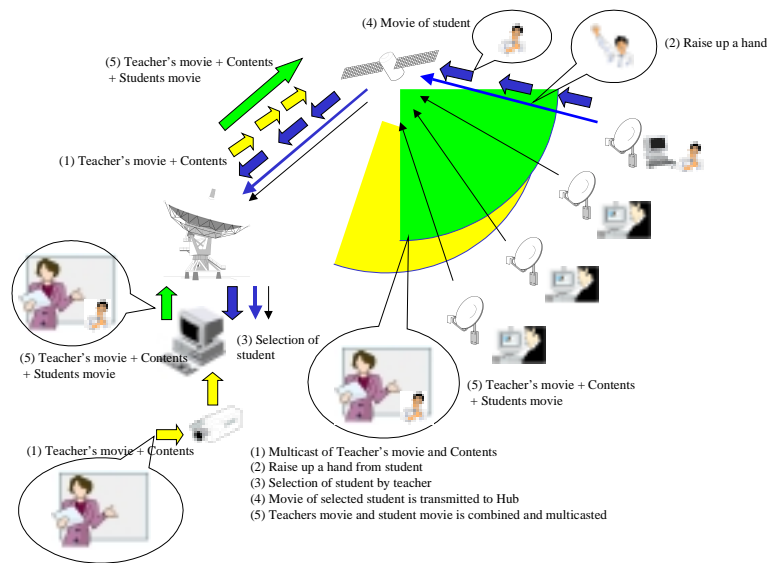 (4) Movie of student
(2) Raise up a hand
(5) Teacher's movie + Contents
+ Students movie
(1) Teacher's movie + Contents
(3) Selection of
student
(5) Teacher's movie + Contents
+ Students movie
(5) Teacher's movie + Contents
+ Students movie
(1) Teacher's movie + Contents
(1) Multicast of Teacher's movie and Contents
(2) Raise up a hand from student
(3) Selection of student by teacher
(4) Movie of selected student is transmitted to Hub
(5) Teachers movie and student movie is combined and multicasted